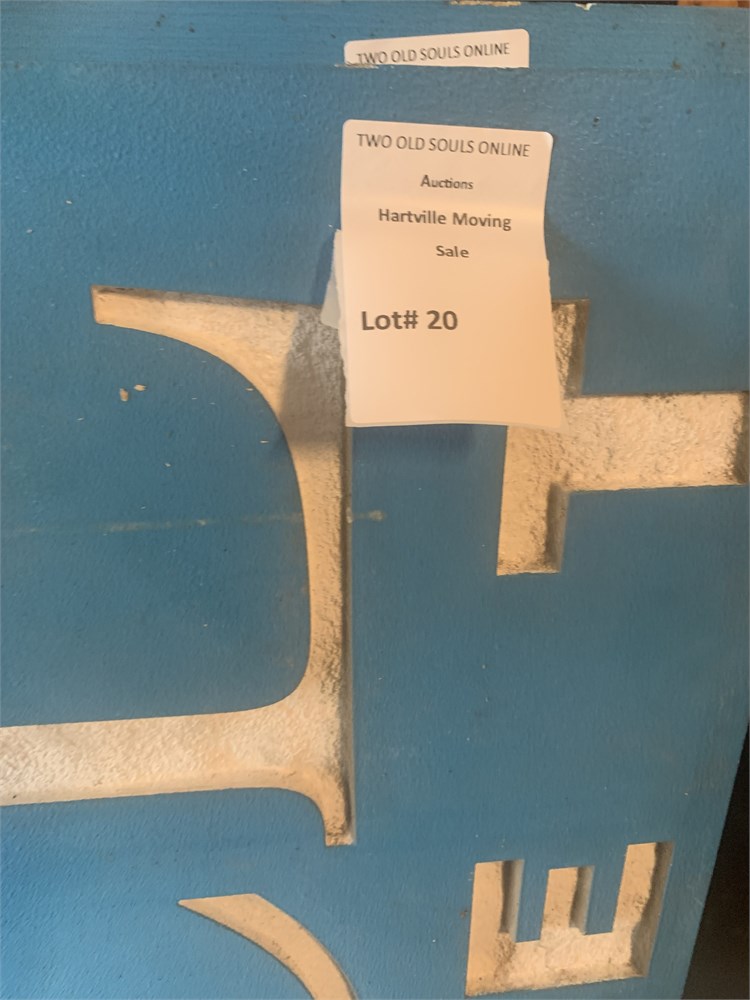 TWO OLD SOULS ONLINE
TWO OLD SOULS ONLINE
Auctions
Hartville Moving
Sale
Lot# 20
E